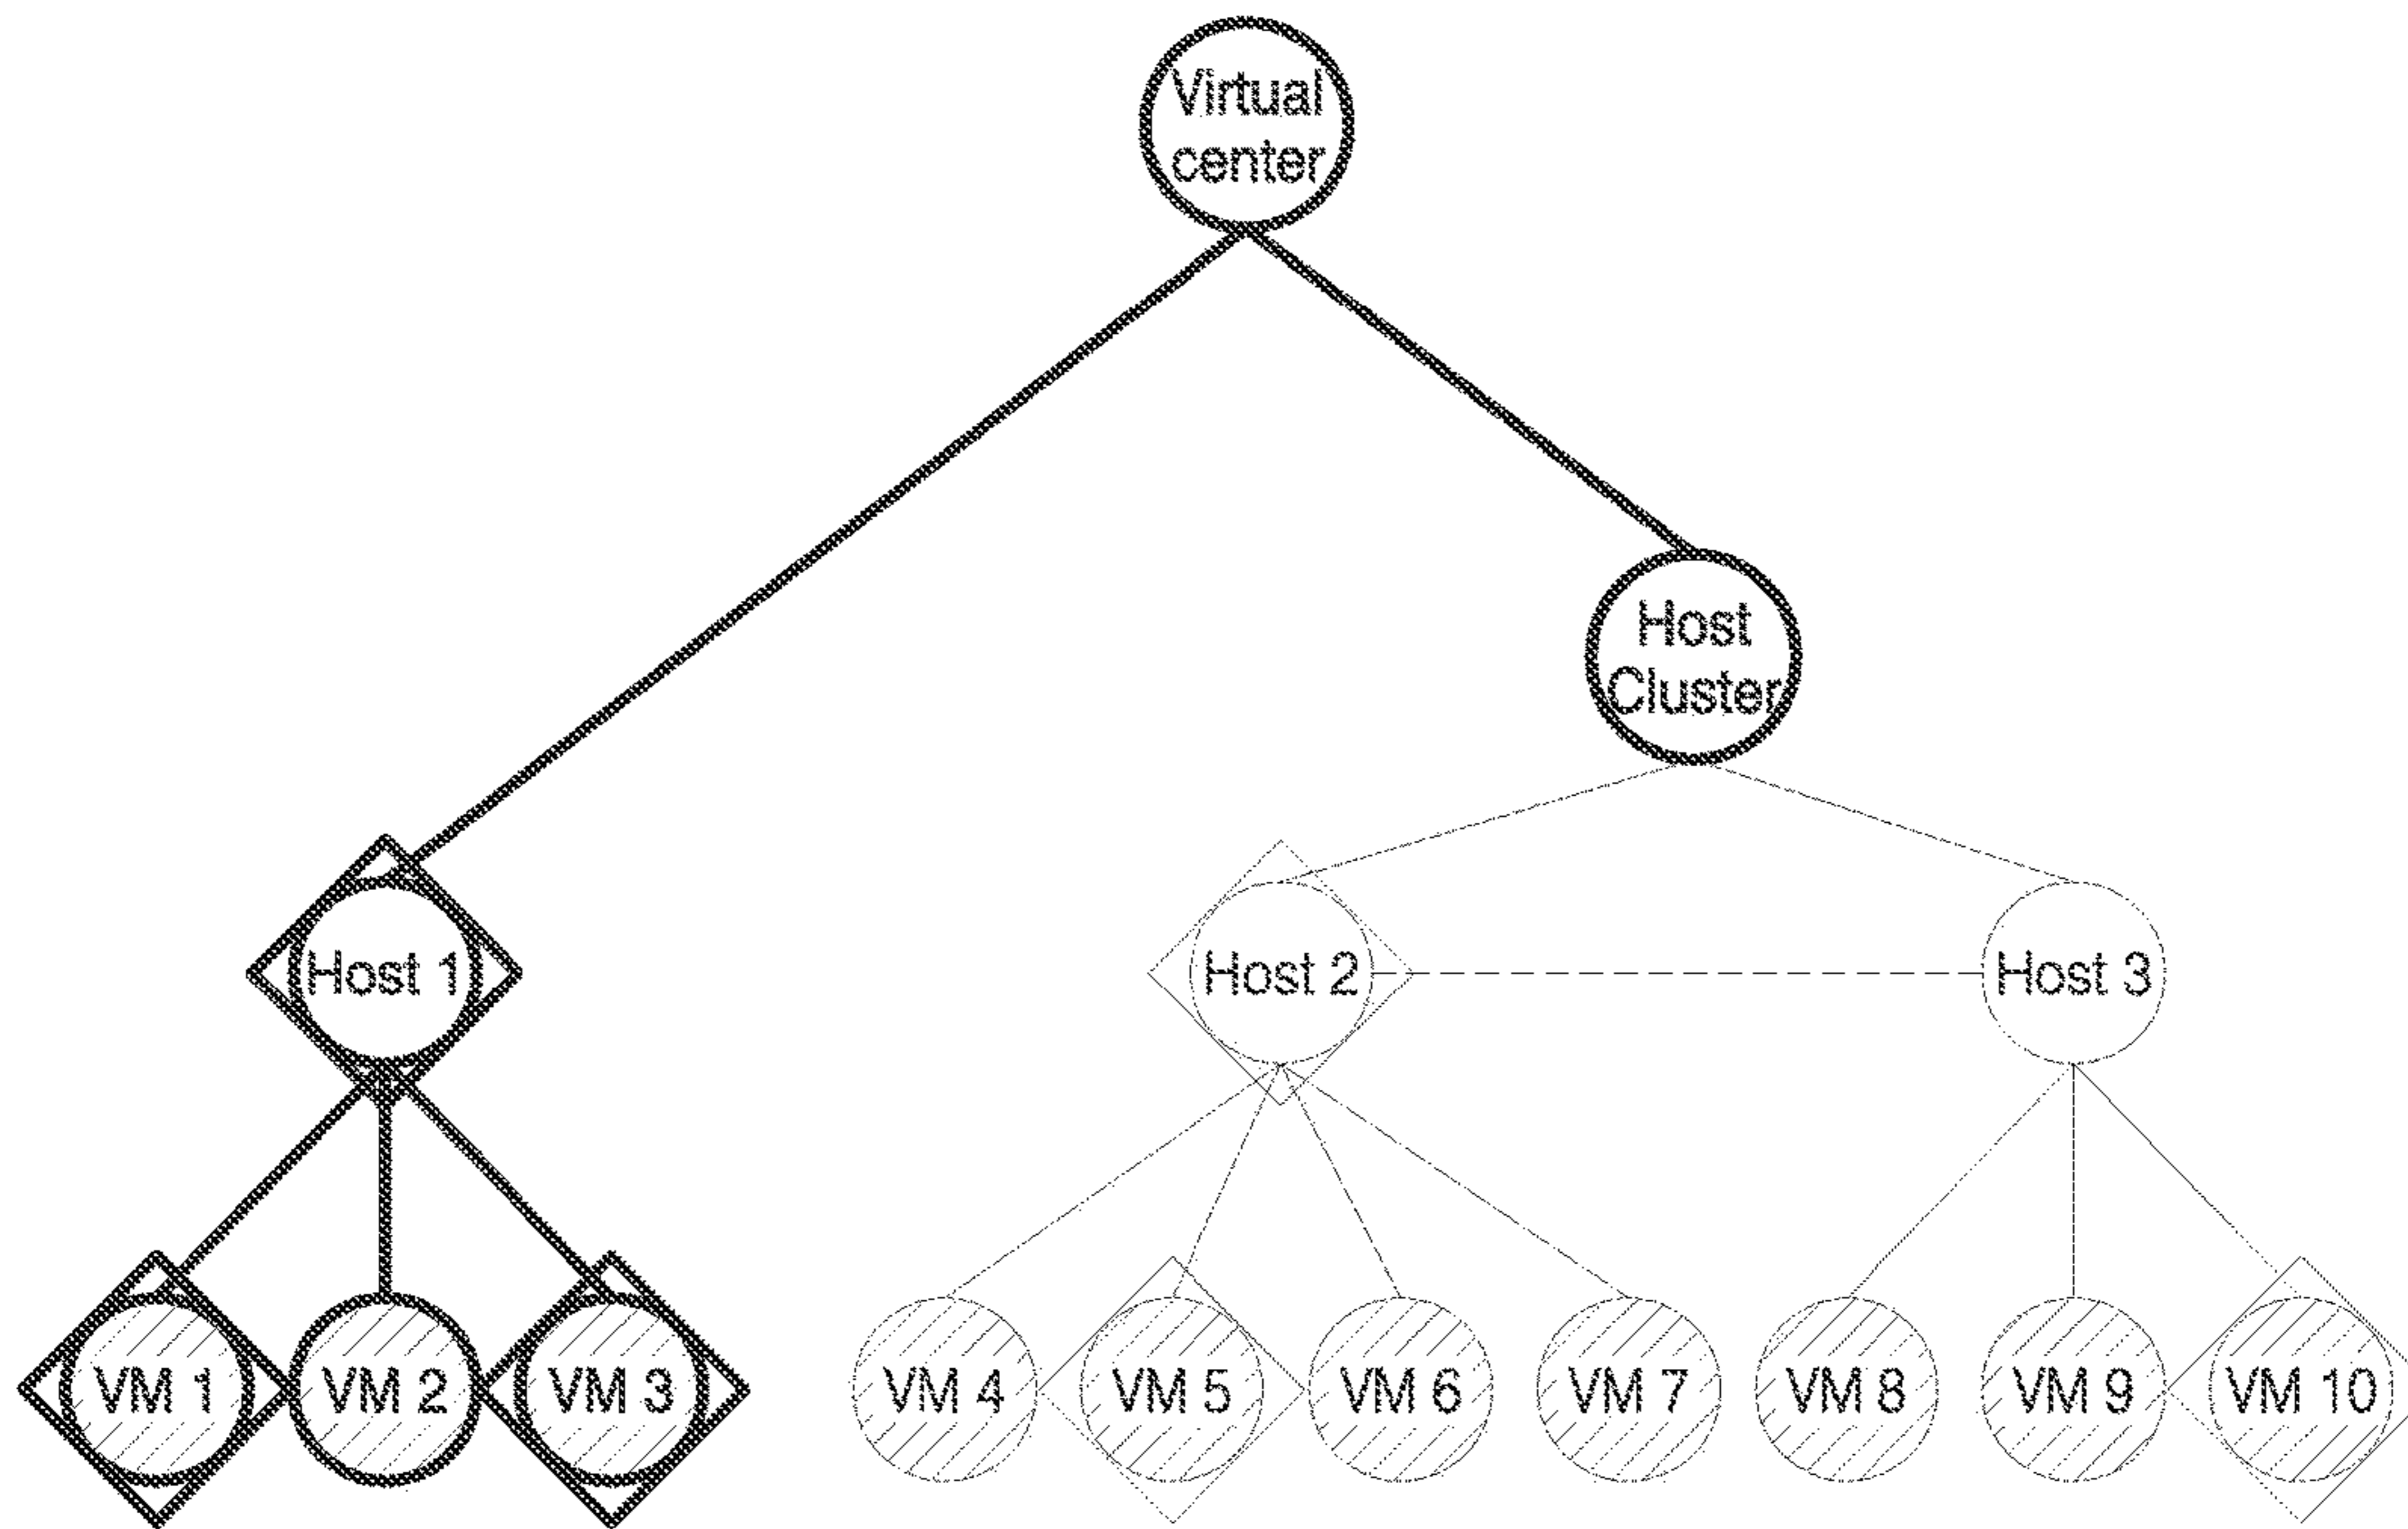 Virtual
center
Host
Cluster
Host 1
Host 2
Host 3
VM 1
VM 2
VM 3
VM 4
VM 5
VM 6
VM 7
VM 8
VM 9
VM 10